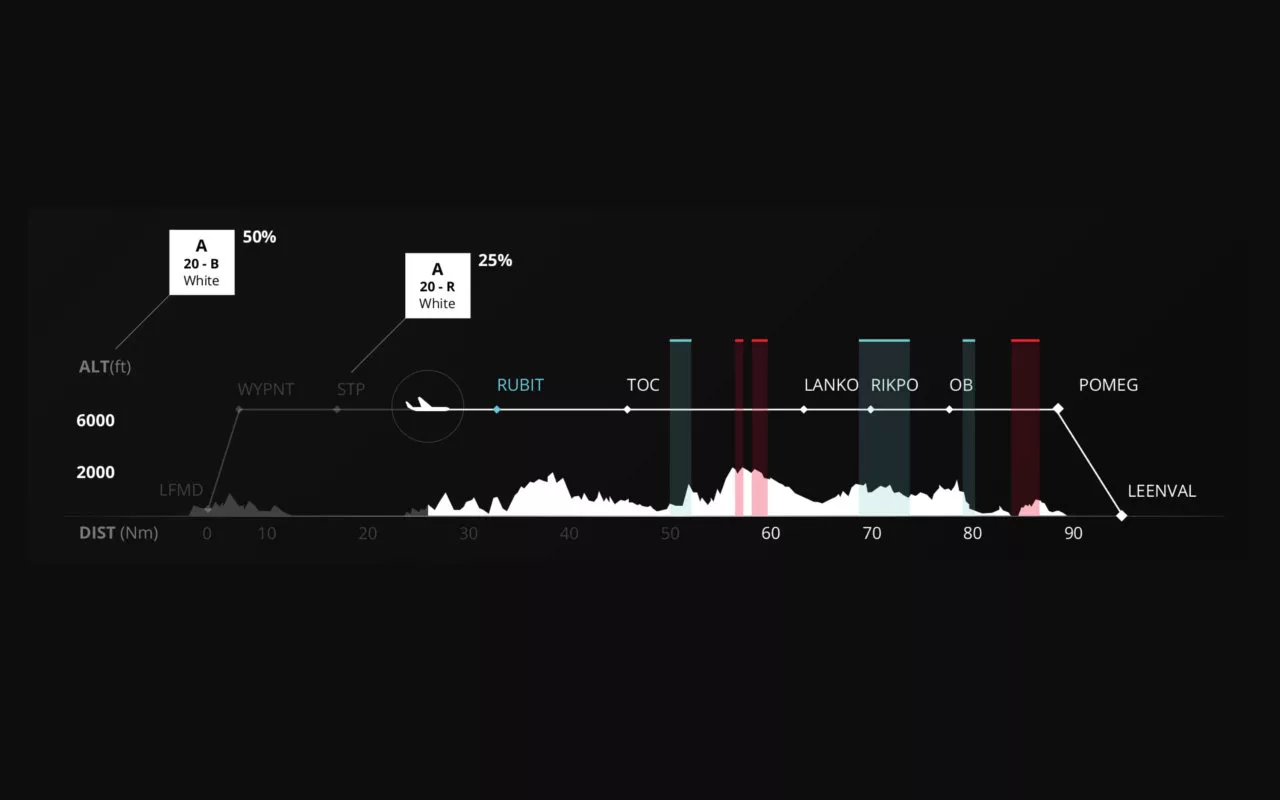 A
20 - B
White
50%
A
20 - R
White
25%
ALT(ft)
WYPNT STP RUBIT TOC LANKO RIKPO OB POMEG
6000
2000
LFMD LEENVAL
DIST (Nm) 0 10 20 30 40 50 60 70 80 90